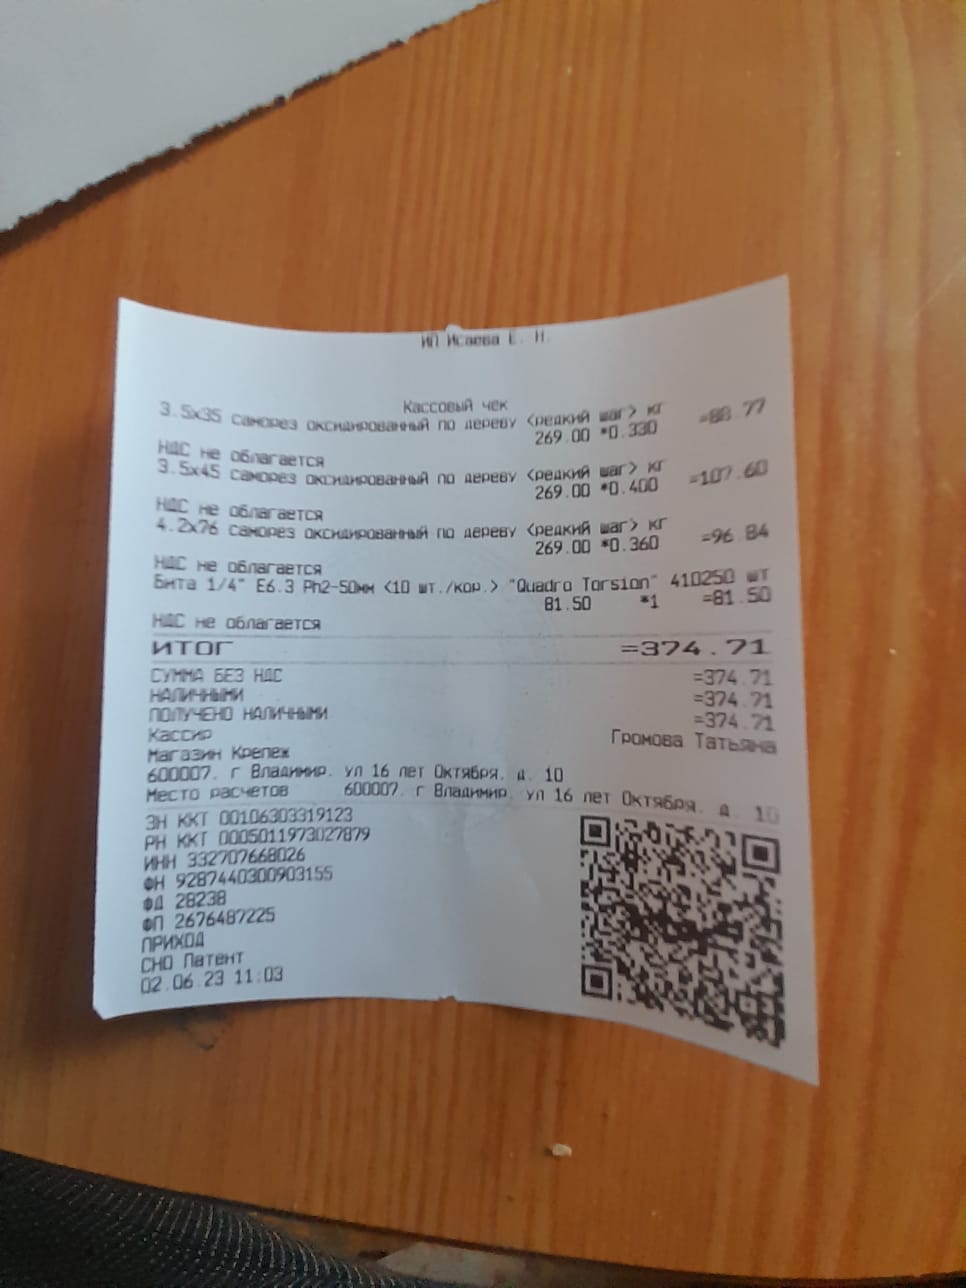 ИП Исаева Е. Н.
Кассовый чек
3.5х35 саморез оксидированный по дереву <редкий шаг> кг
269.00 *0.330 =88.77
НДС не облагается
3.5х45 саморез оксидированный по дереву <редкий шаг> кг
269.00 *0.400 =107.60
НДС не облагается
4.2х76 саморез оксидированный по дереву <редкий шаг> кг
269.00 *0.360 =96.84
НДС не облагается
Бита 1/4" Е6.3 Ph2-50мм <10 шт./кор.> "Quadro Torsion" 410250 шт
81.50 *1 =81.50
НДС не облагается
ИТОГ =374.71
СУММА БЕЗ НДС =374.71
НАЛИЧНЫМИ =374.71
ПОЛУЧЕНО НАЛИЧНЫМИ =374.71
Кассир Громова Татьяна
Магазин Крепеж
600007. г Владимир. ул 16 лет Октября. д. 10
Место расчетов 600007. г Владимир. ул 16 лет Октября. д. 10
ЗН ККТ 00106303319123
РН ККТ 0005011973027879
ИНН 332707668026
ФН 9287440300903155
ФД 28238
ФП 2676487225
ПРИХОД
СНО Патент
02.06.23 11:03